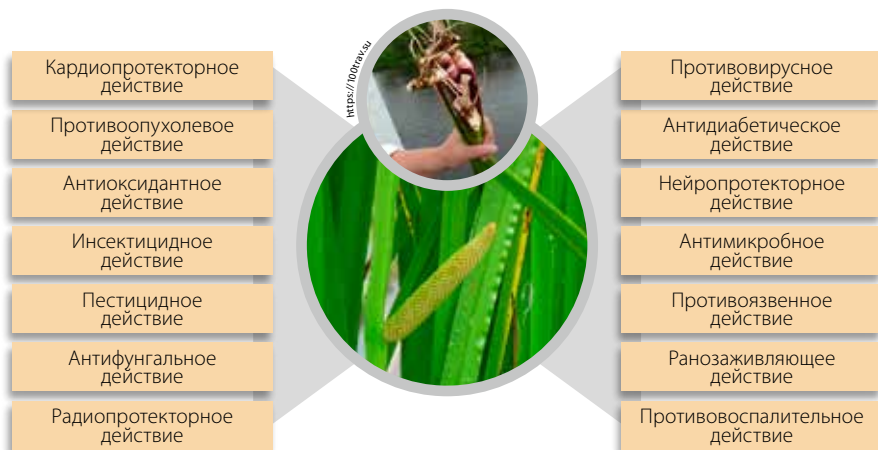 Кардиопротекторное
действие
Противоопухолевое
действие
Антиоксидантное
действие
Инсектицидное
действие
Пестицидное
действие
Антифунгальное
действие
Радиопротекторное
действие
https://100trav.su
Противовирусное
действие
Антидиабетическое
действие
Нейропротекторное
действие
Антимикробное
действие
Противоязвенное
действие
Ранозаживляющее
действие
Противовоспалительное
действие